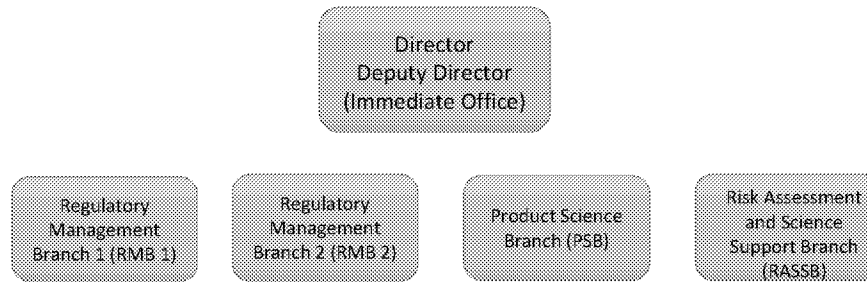 Director
Deputy Director
(Immediate Office)
Regulatory
Management
Branch 1 (RMB 1)
Regulatory
Management
Branch 2 (RMB 2)
Product Science
Branch (PSB)
Risk Assessment
and Science
Support Branch
(RASSB)